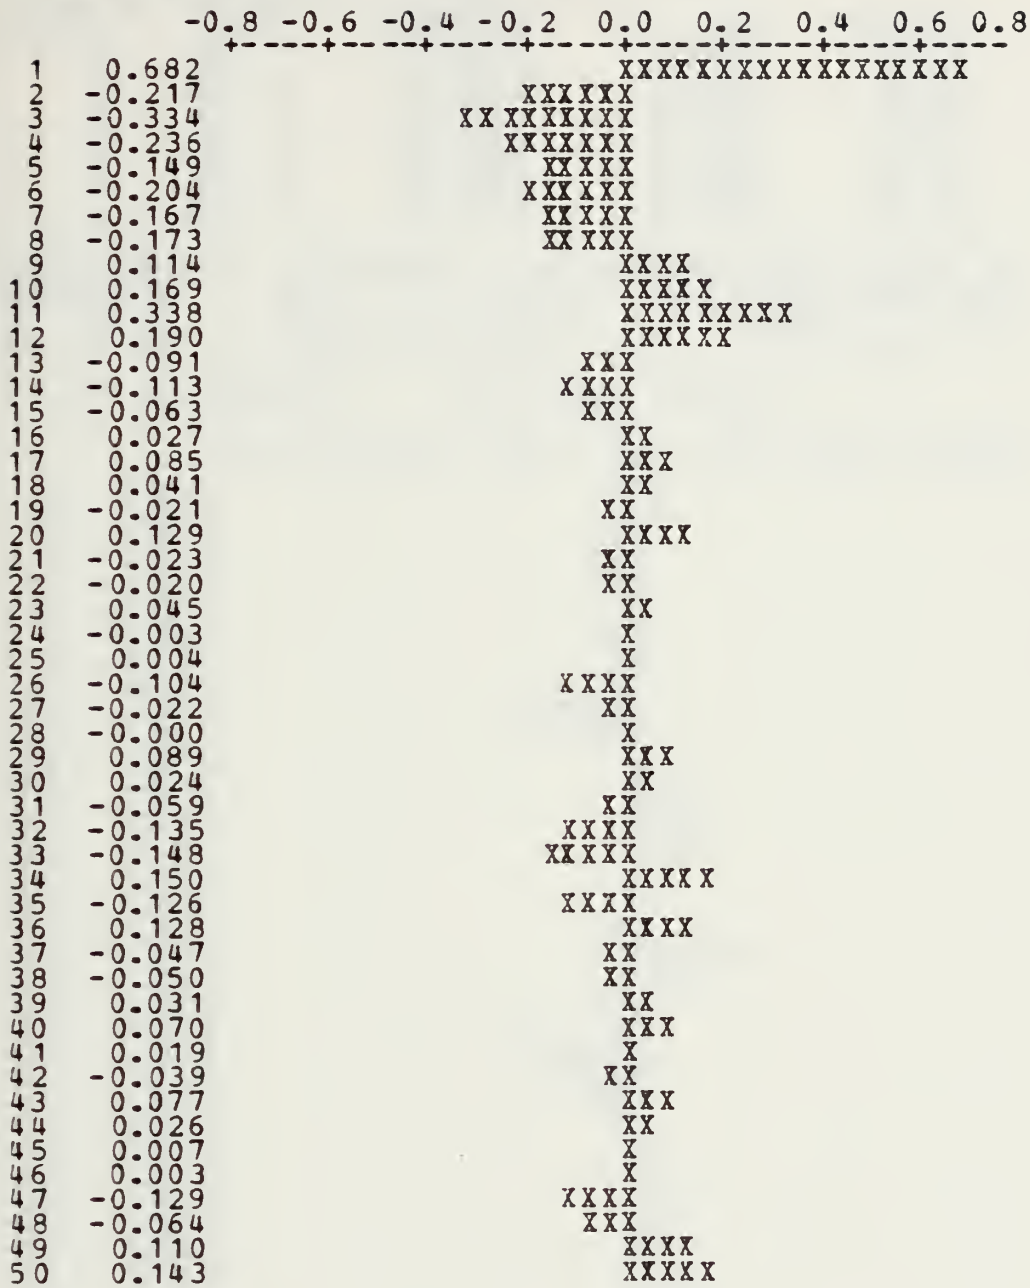 -0.8 -0.6 -0.4 -0.2 0.0 0.2 0.4 0.6 0.8
+----+----+----+----+----+----+----+----+
1 0.682 XXXXXXXXXXXXXXXXXX
2 -0.217 XXXXXX
3 -0.334 XXXXXXXXX
4 -0.236 XXXXXXX
5 -0.149 XXXXX
6 -0.204 XXXXXX
7 -0.167 XXXXX
8 -0.173 XXXXX
9 0.114 XXXX
10 0.169 XXXXX
11 0.338 XXXXXXXXX
12 0.190 XXXXXX
13 -0.091 XXX
14 -0.113 XXXX
15 -0.063 XXX
16 0.027 XX
17 0.085 XXX
18 0.041 XX
19 -0.021 XX
20 0.129 XXXX
21 -0.023 XX
22 -0.020 XX
23 0.045 XX
24 -0.003 X
25 0.004 X
26 -0.104 XXXX
27 -0.022 XX
28 -0.000 X
29 0.089 XXX
30 0.024 XX
31 -0.059 XX
32 -0.135 XXXX
33 -0.148 XXXXX
34 0.150 XXXXX
35 -0.126 XXXX
36 0.128 XXXX
37 -0.047 XX
38 -0.050 XX
39 0.031 XX
40 0.070 XXX
41 0.019 X
42 -0.039 XX
43 0.077 XXX
44 0.026 XX
45 0.007 X
46 0.003 X
47 -0.129 XXXX
48 -0.064 XXX
49 0.110 XXXX
50 0.143 XXXXX